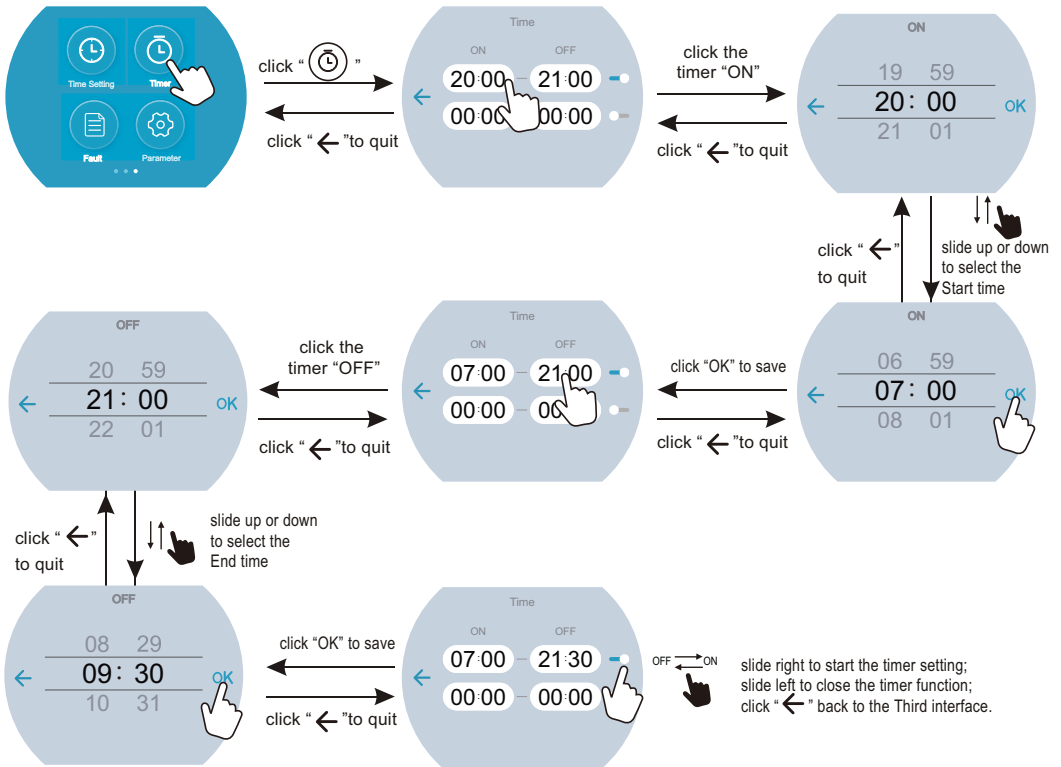 Time Setting
Timer
Fault
Parameter
click “ ”
click “ ← ”to quit
Time
ON OFF
20:00 – 21:00
00:00 00:00
←
click the
timer “ON”
click “ ← ”to quit
ON
19 59
← 20: 00 OK
21 01
click “ ← ”
to quit
slide up or down
to select the
Start time
ON
06 59
← 07: 00 OK
08 01
click “OK” to save
click “ ← ”to quit
Time
ON OFF
07:00 – 21:00
←
00:00 – 00
click the
timer “OFF”
click “ ← ”to quit
OFF
20 59
← 21: 00 OK
22 01
click “ ← ”
to quit
slide up or down
to select the
End time
OFF
08 29
← 09: 30 OK
10 31
click “OK” to save
click “ ← ”to quit
Time
ON OFF
07:00 – 21:30
←
00:00 – 00:00
OFF ON
slide right to start the timer setting;
slide left to close the timer function;
click “ ← ” back to the Third interface.